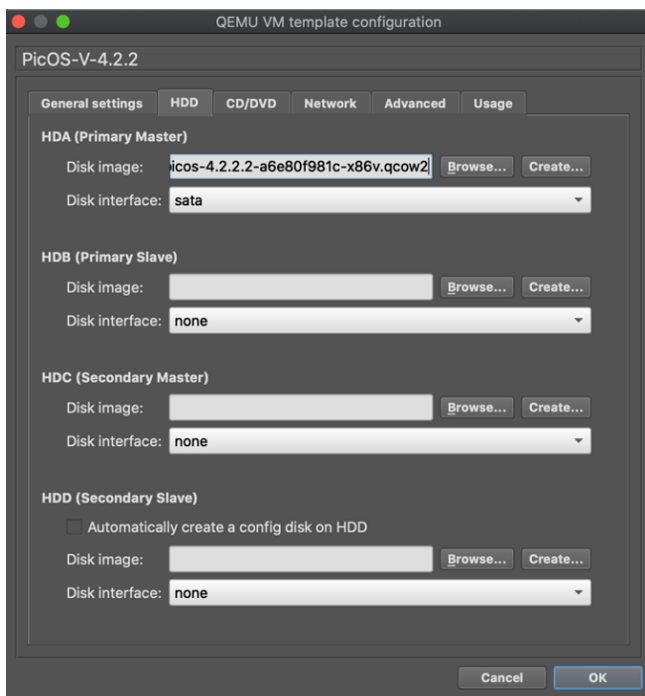 QEMU VM template configuration
PicOS-V-4.2.2
General settings HDD CD/DVD Network Advanced Usage
HDA (Primary Master)
Disk image: picos-4.2.2.2-a6e80f981c-x86v.qcow2 Browse... Create...
Disk interface: sata
HDB (Primary Slave)
Disk image: Browse... Create...
Disk interface: none
HDC (Secondary Master)
Disk image: Browse... Create...
Disk interface: none
HDD (Secondary Slave)
Automatically create a config disk on HDD
Disk image: Browse... Create...
Disk interface: none
Cancel OK